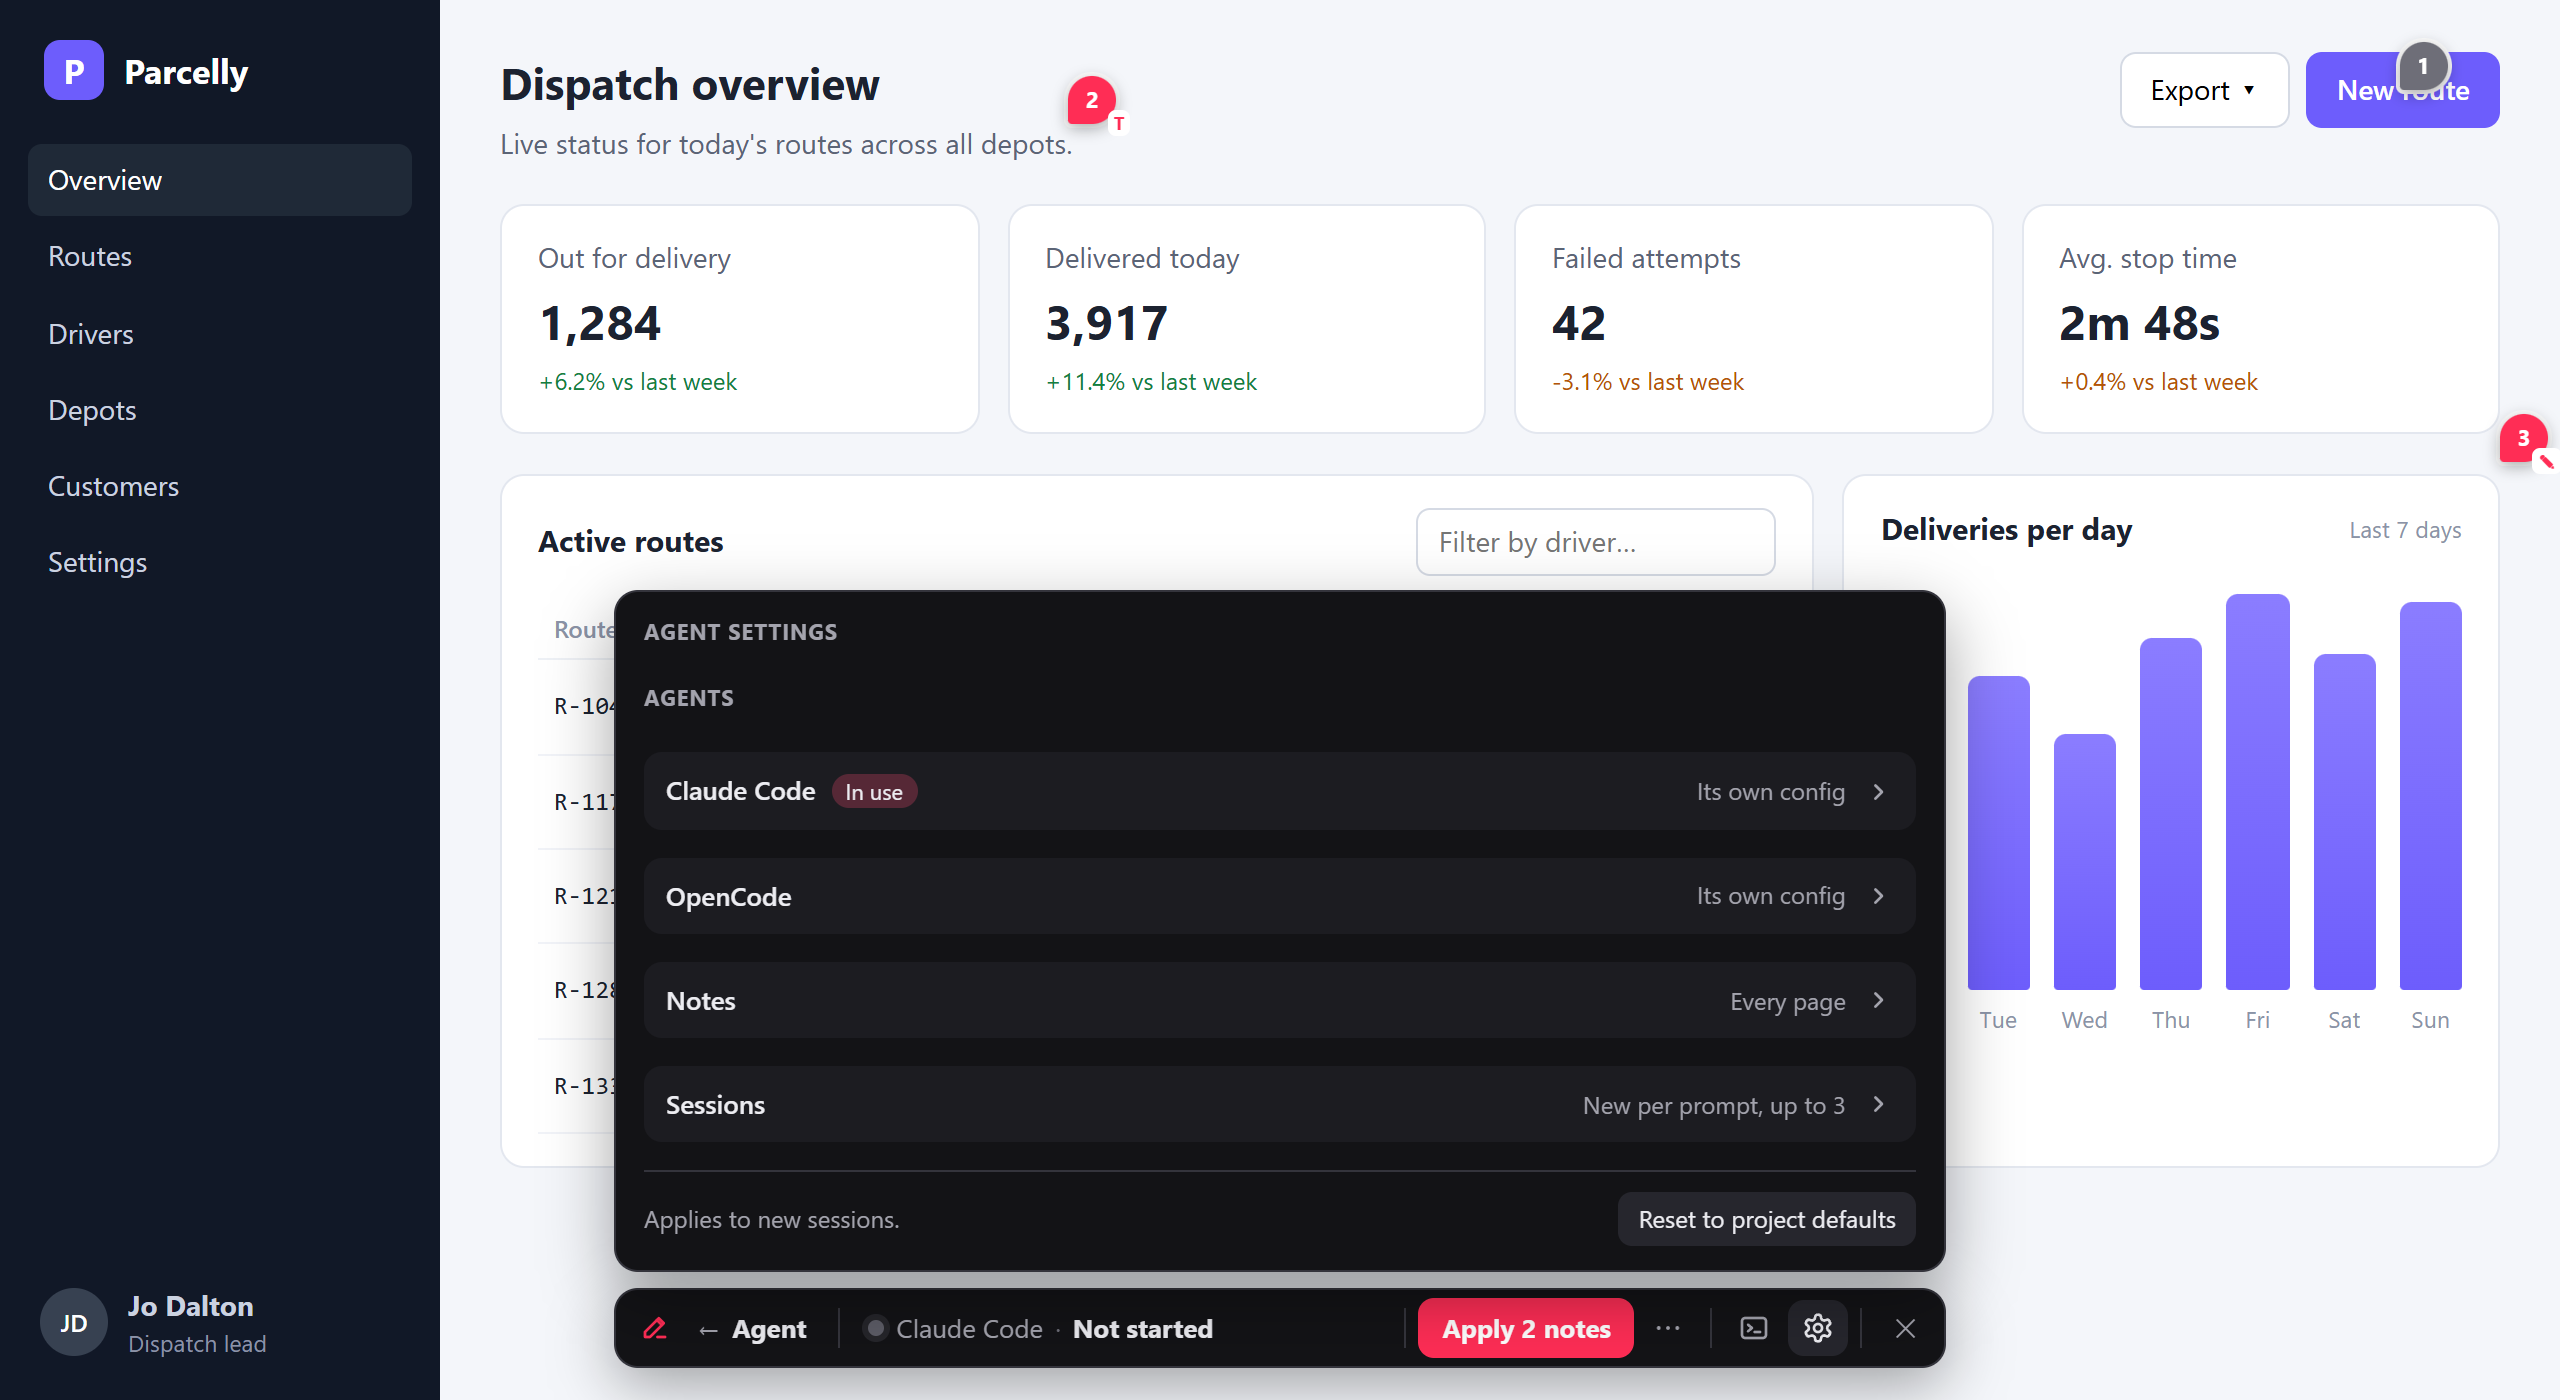 P Parcelly
Overview
Routes
Drivers
Depots
Customers
Settings
JD
Jo Dalton
Dispatch lead
Dispatch overview
Live status for today's routes across all depots.
2
T
Export ▼
New route
1
Out for delivery
1,284
+6.2% vs last week
Delivered today
3,917
+11.4% vs last week
Failed attempts
42
-3.1% vs last week
Avg. stop time
2m 48s
+0.4% vs last week
3
Active routes
Filter by driver...
Route
Deliveries per day
Last 7 days
Tue Wed Thu Fri Sat Sun
AGENT SETTINGS
AGENTS
Claude Code In use Its own config
OpenCode Its own config
Notes Every page
Sessions New per prompt, up to 3
Applies to new sessions.
Reset to project defaults
← Agent
Claude Code · Not started
Apply 2 notes
···